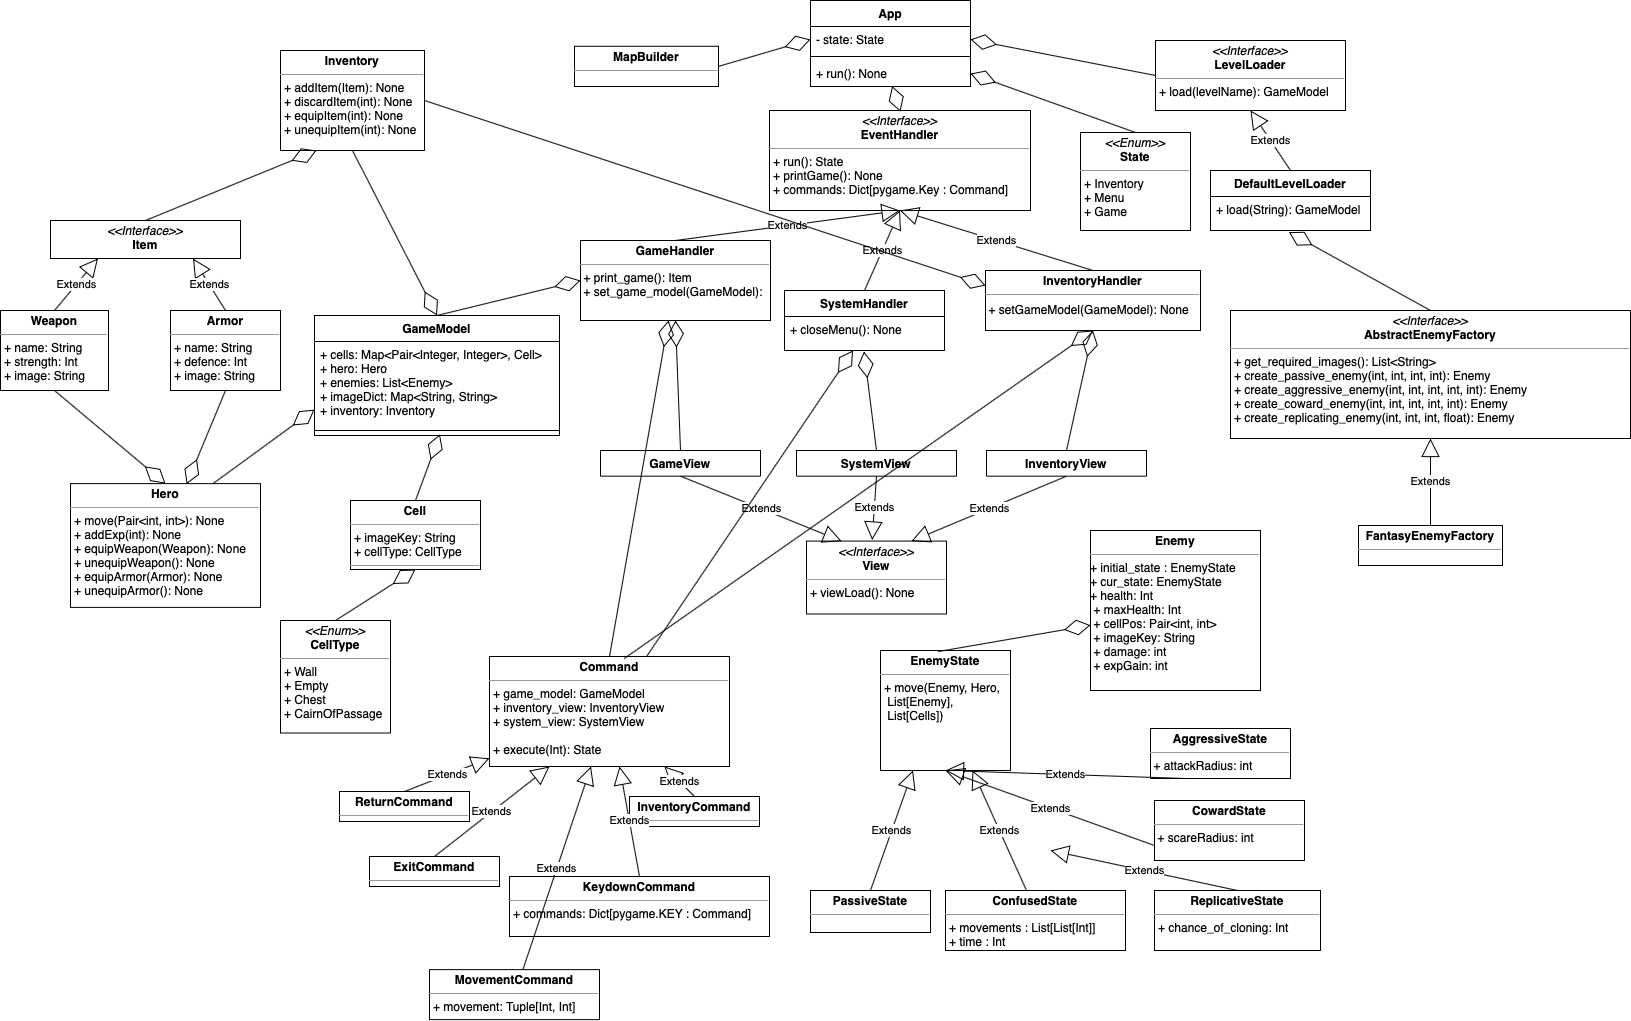 App
- state: State
+ run(): None
MapBuilder
<<Interface>>
LevelLoader
+ load(levelName): GameModel
Inventory
+ addItem(Item): None
+ discardItem(int): None
+ equipItem(int): None
+ unequipItem(int): None
<<Interface>>
EventHandler
+ run(): State
+ printGame(): None
+ commands: Dict[pygame.Key : Command]
<<Enum>>
State
+ Inventory
+ Menu
+ Game
Extends
DefaultLevelLoader
+ load(String): GameModel
<<Interface>>
Item
Extends
Extends
Extends
Extends
Extends
GameHandler
+ print_game(): Item
+ set_game_model(GameModel):
SystemHandler
+ closeMenu(): None
InventoryHandler
+ setGameModel(GameModel): None
Weapon
+ name: String
+ strength: Int
+ image: String
Armor
+ name: String
+ defence: Int
+ image: String
GameModel
+ cells: Map<Pair<Integer, Integer>, Cell>
+ hero: Hero
+ enemies: List<Enemy>
+ imageDict: Map<String, String>
+ inventory: Inventory
<<Interface>>
AbstractEnemyFactory
+ get_required_images(): List<String>
+ create_passive_enemy(int, int, int, int): Enemy
+ create_aggressive_enemy(int, int, int, int, int): Enemy
+ create_coward_enemy(int, int, int, int, int): Enemy
+ create_replicating_enemy(int, int, int, float): Enemy
GameView
SystemView
InventoryView
Extends
Hero
+ move(Pair<int, int>): None
+ addExp(int): None
+ equipWeapon(Weapon): None
+ unequipWeapon(): None
+ equipArmor(Armor): None
+ unequipArmor(): None
Cell
+ imageKey: String
+ cellType: CellType
Extends
Extends
Extends
FantasyEnemyFactory
<<Interface>>
View
+ viewLoad(): None
Enemy
+ initial_state : EnemyState
+ cur_state: EnemyState
+ health: Int
+ maxHealth: Int
+ cellPos: Pair<int, int>
+ imageKey: String
+ damage: int
+ expGain: int
<<Enum>>
CellType
+ Wall
+ Empty
+ Chest
+ CairnOfPassage
Command
+ game_model: GameModel
+ inventory_view: InventoryView
+ system_view: SystemView
+ execute(Int): State
EnemyState
+ move(Enemy, Hero,
List[Enemy],
List[Cells])
AggressiveState
+ attackRadius: int
Extends
Extends
Extends
ReturnCommand
Extends
InventoryCommand
Extends
Extends
CowardState
+ scareRadius: int
Extends
Extends
ExitCommand
Extends
Extends
KeydownCommand
+ commands: Dict[pygame.KEY : Command]
PassiveState
ConfusedState
+ movements : List[List[Int]]
+ time : Int
ReplicativeState
+ chance_of_cloning: Int
MovementCommand
+ movement: Tuple[Int, Int]